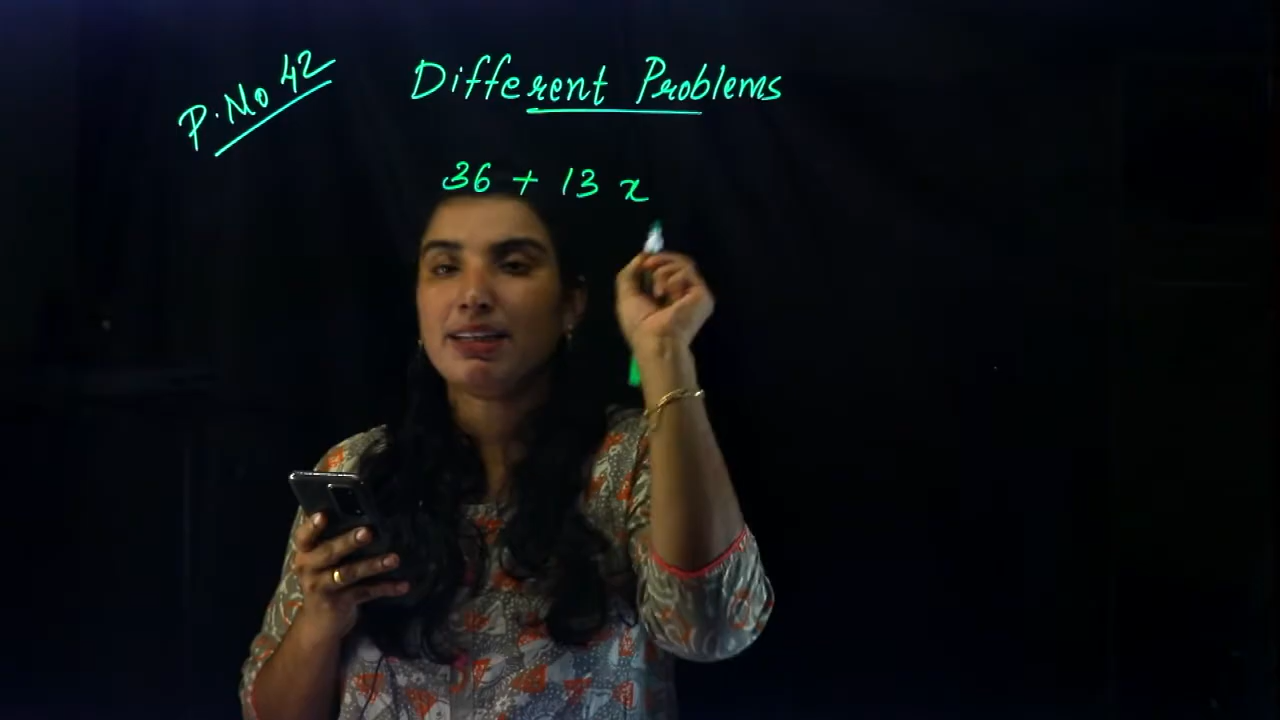 P. No 42
Different Problems
36 + 13 x